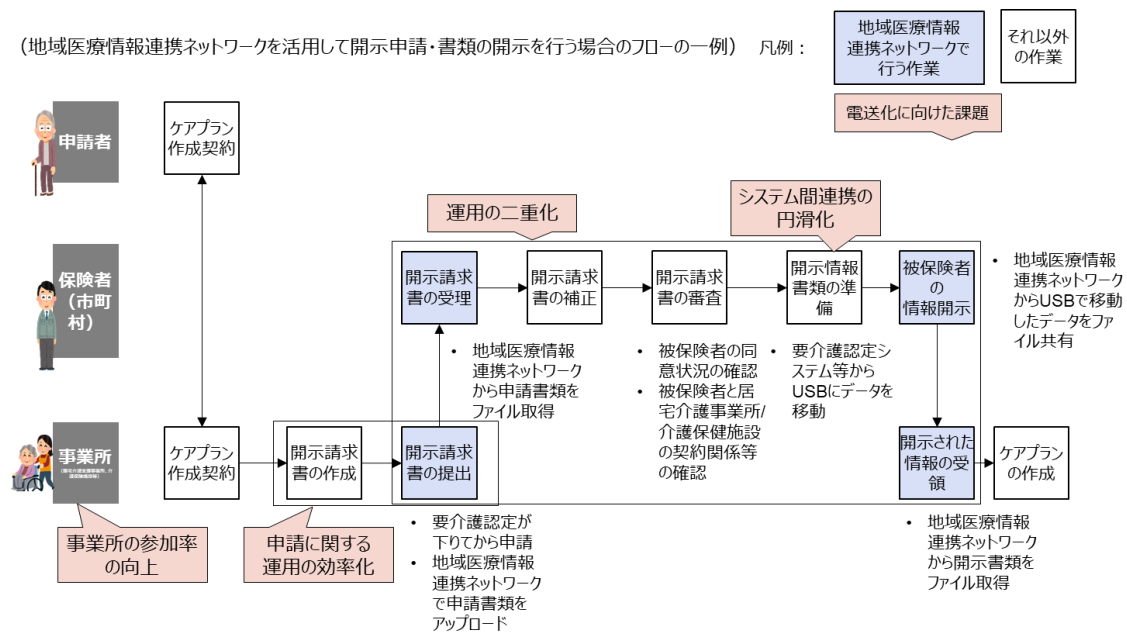 （地域医療情報連携ネットワークを活用して開示申請・書類の開示を行う場合のフローの一例）
凡例：
地域医療情報
連携ネットワークで
行う作業
それ以外
の作業
電送化に向けた課題
申請者
ケアプラン
作成契約
運用の二重化
システム間連携の
円滑化
保険者
（市町
村）
開示請求
書の受理
開示請求
書の補正
開示請求
書の審査
開示情報
書類の準
備
被保険者
の
情報開示
• 地域医療情報
連携ネットワーク
からUSBで移動
したデータをファ
イル共有
• 地域医療情報
連携ネットワーク
から申請書類を
ファイル取得
• 被保険者の同
意状況の確認
• 被保険者と居
宅介護事業所/
介護保健施設
の契約関係等
の確認
• 要介護認定シ
ステム等から
USBにデータを
移動
事業所
ケアプラン
作成契約
開示請求
書の作成
開示請求
書の提出
開示された
情報の受
領
ケアプラン
の作成
事業所の参加率
の向上
申請に関する
運用の効率化
• 要介護認定が
下りてから申請
• 地域医療情報
連携ネットワーク
で申請書類を
アップロード
• 地域医療情報
連携ネットワーク
から開示書類を
ファイル取得